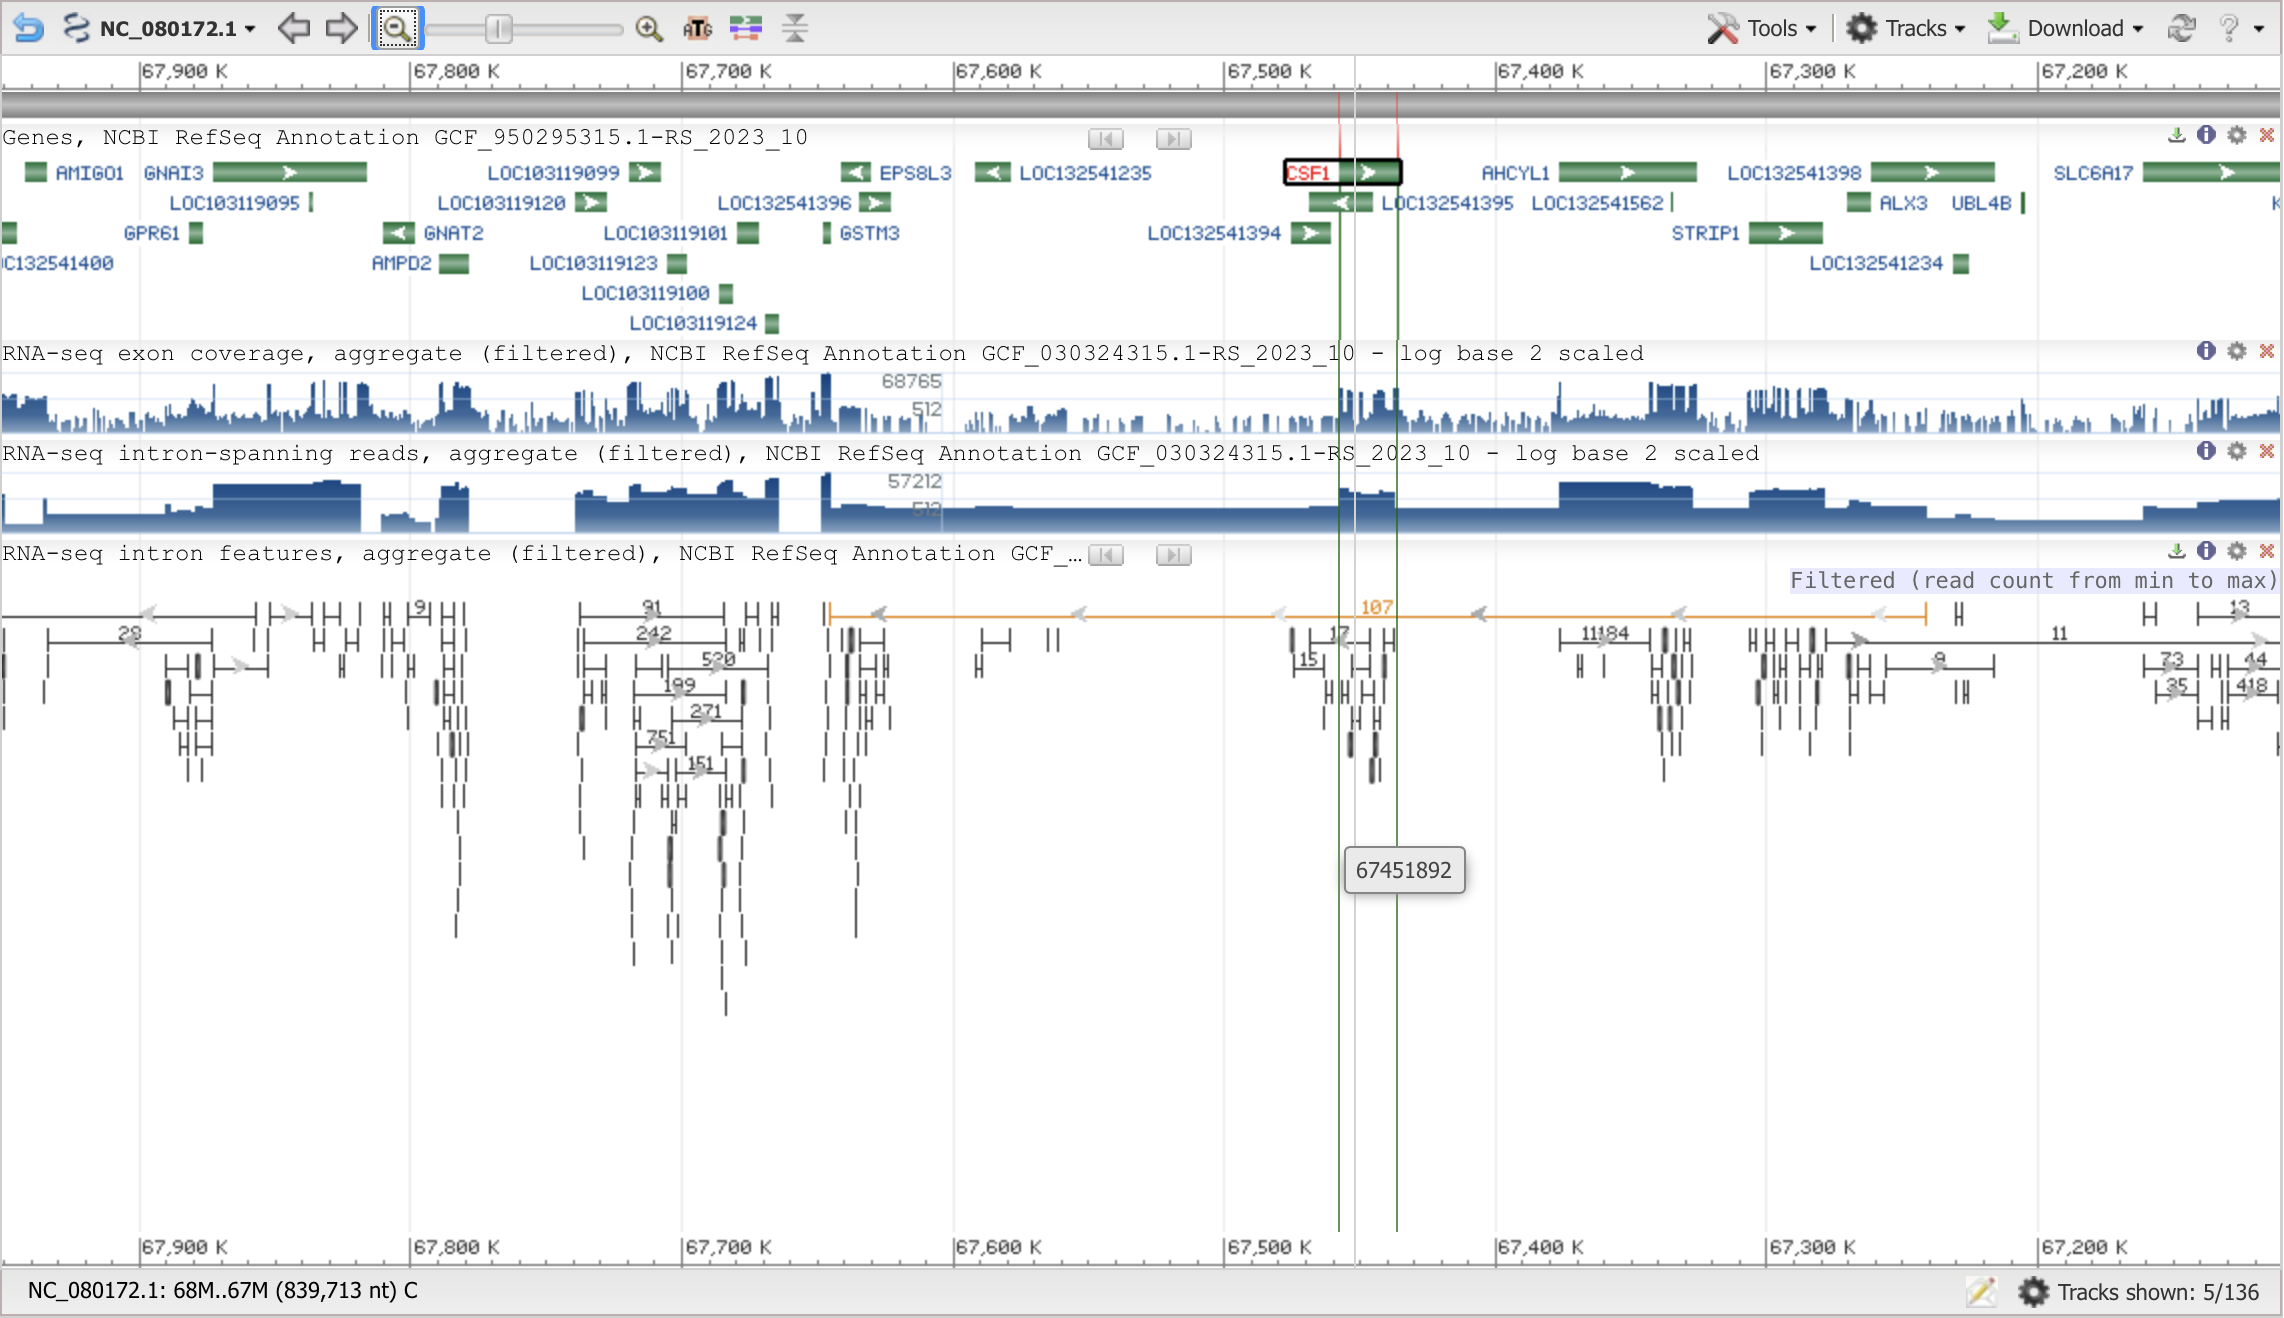 NC_080172.1 Tools Tracks Download ?
67,900 K 67,800 K 67,700 K 67,600 K 67,500 K 67,400 K 67,300 K 67,200 K
Genes, NCBI RefSeq Annotation GCF_950295315.1-RS_2023_10
AMIGO1 GNAI3 LOC103119099 EPS8L3 LOC132541235 CSF1 AHCYL1 LOC132541398 SLC6A17
LOC103119095 LOC103119120 LOC132541396 LOC132541395 LOC132541562 ALX3 UBL4B K
GPR61 GNAT2 LOC103119101 GSTM3 LOC132541394 STRIP1
C132541400 AMPD2 LOC103119123 LOC132541234
LOC103119100
LOC103119124
RNA-seq exon coverage, aggregate (filtered), NCBI RefSeq Annotation GCF_030324315.1-RS_2023_10 - log base 2 scaled
68765
512
RNA-seq intron-spanning reads, aggregate (filtered), NCBI RefSeq Annotation GCF_030324315.1-RS_2023_10 - log base 2 scaled
57212
512
RNA-seq intron features, aggregate (filtered), NCBI RefSeq Annotation GCF_…
Filtered (read count from min to max)
9 91 107 13
28 242 17 11184 11
530 15 9 73 44
199 35 418
271
751
151
67451892
67,900 K 67,800 K 67,700 K 67,600 K 67,500 K 67,400 K 67,300 K 67,200 K
NC_080172.1: 68M..67M (839,713 nt) C Tracks shown: 5/136